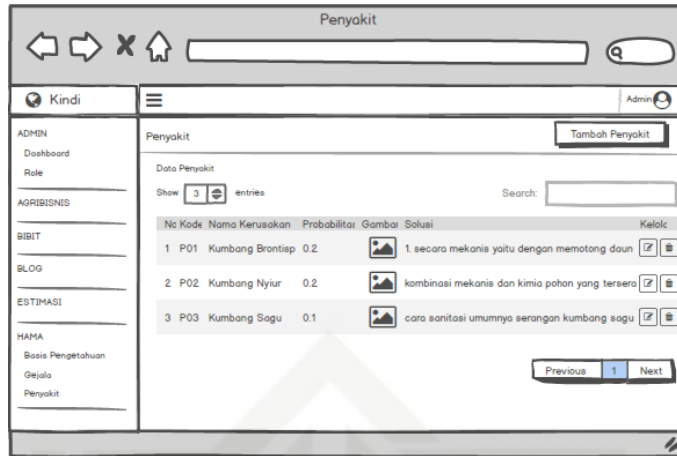 Penyakit
Kindi
Admin
ADMIN
Dashboard
Role
AGRIBISNIS
BIBIT
BLOG
ESTIMASI
HAMA
Basis Pengetahuan
Gejala
Penyakit
Penyakit
Tambah Penyakit
Data Penyakit
Show 3 entries
Search:
No Kode Nama Kerusakan Probabilitas Gambar Solusi Kelola
1 P01 Kumbang Brontisp 0.2 1. secara mekanis yaitu dengan memotong daun
2 P02 Kumbang Nyiur 0.2 kombinasi mekanis dan kimia pohon yang tersera
3 P03 Kumbang Sagu 0.1 cara sanitasi umumnya serangan kumbang sagu
Previous 1 Next